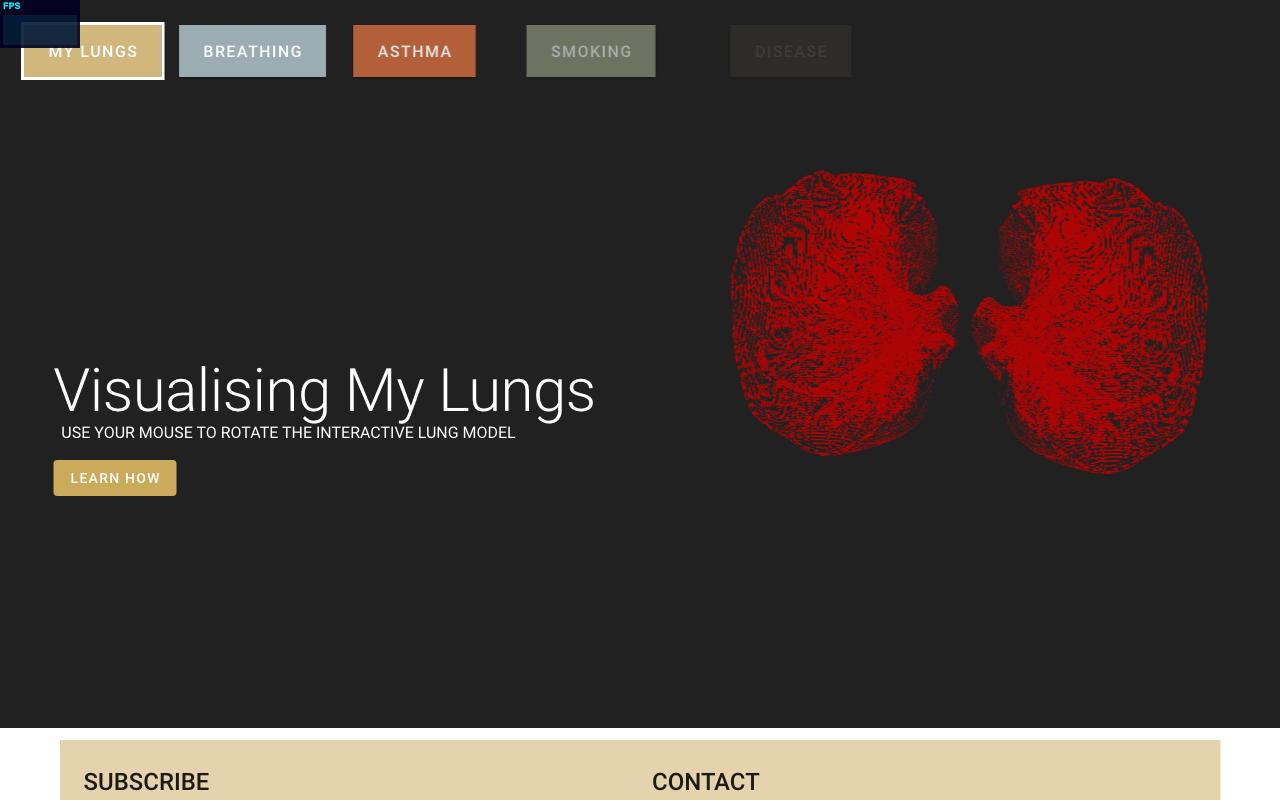 FPS
MY LUNGS
BREATHING
ASTHMA
SMOKING
DISEASE
Visualising My Lungs
USE YOUR MOUSE TO ROTATE THE INTERACTIVE LUNG MODEL
LEARN HOW
SUBSCRIBE
CONTACT